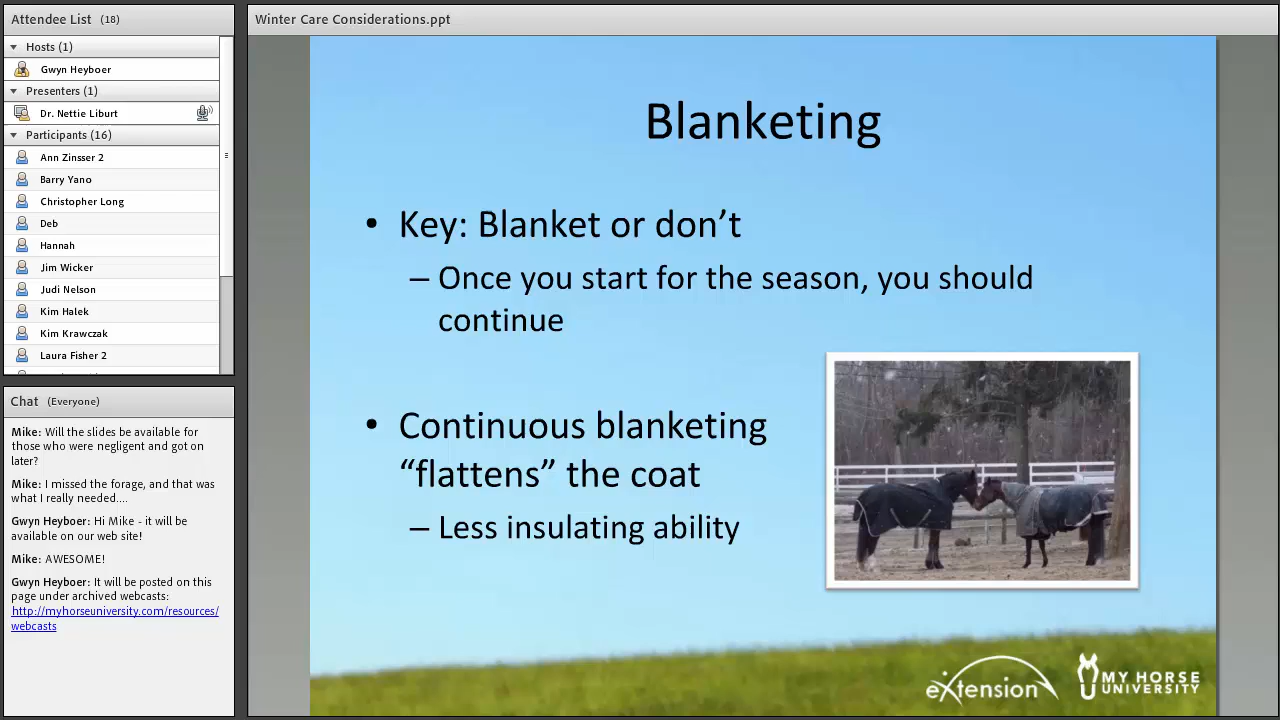 Attendee List (18)
Hosts (1)
Gwyn Heyboer
Presenters (1)
Dr. Nettie Liburt
Participants (16)
Ann Zinsser 2
Barry Yano
Christopher Long
Deb
Hannah
Jim Wicker
Judi Nelson
Kim Halek
Kim Krawczak
Laura Fisher 2
Chat (Everyone)
Mike: Will the slides be available for
those who were negligent and got on
later?
Mike: I missed the forage, and that was
what I really needed....
Gwyn Heyboer: Hi Mike - it will be
available on our web site!
Mike: AWESOME!
Gwyn Heyboer: It will be posted on this
page under archived webcasts:
http://myhorseuniversity.com/resources/
webcasts
Winter Care Considerations.ppt
Blanketing
• Key: Blanket or don’t
– Once you start for the season, you should
continue
• Continuous blanketing
“flattens” the coat
– Less insulating ability
eXtension
MY HORSE
UNIVERSITY